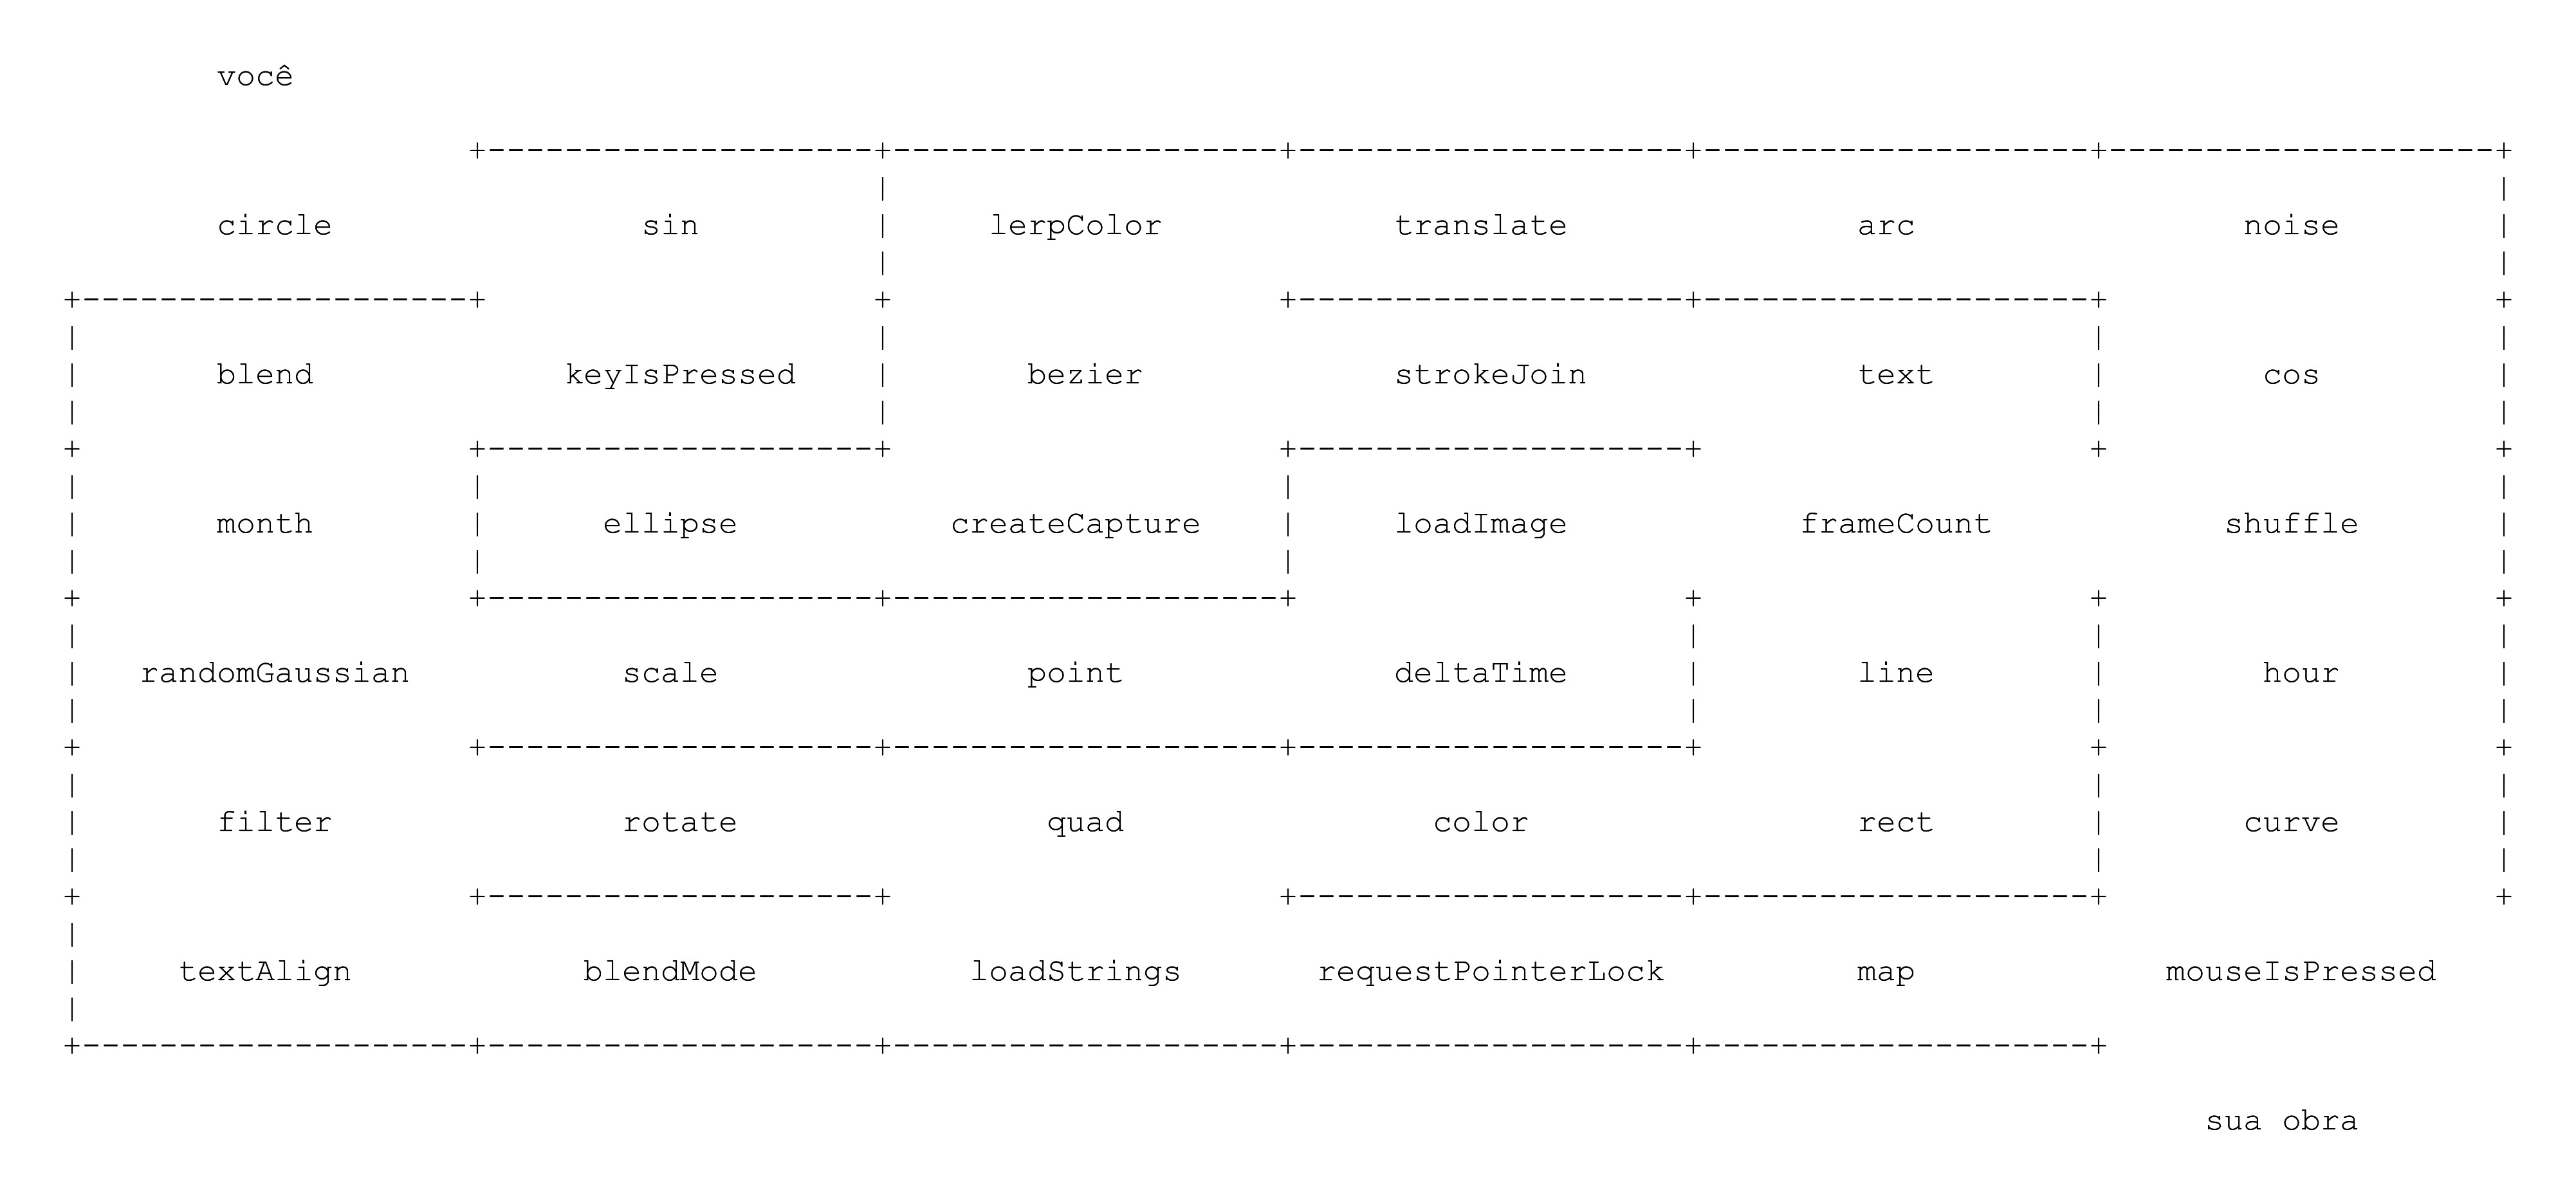 você
circle sin lerpColor translate arc noise
blend keyIsPressed bezier strokeJoin text cos
month ellipse createCapture loadImage frameCount shuffle
randomGaussian scale point deltaTime line hour
filter rotate quad color rect curve
textAlign blendMode loadStrings requestPointerLock map mouseIsPressed
sua obra